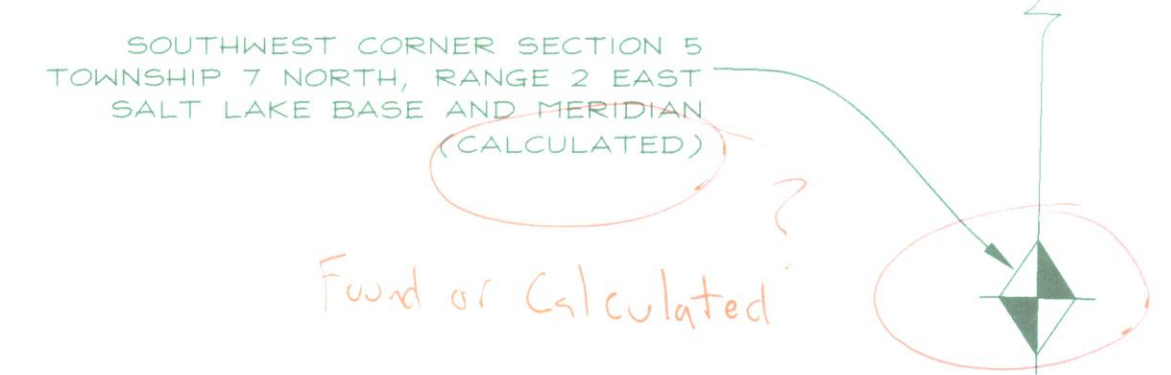 SOUTHWEST CORNER SECTION 5
TOWNSHIP 7 NORTH, RANGE 2 EAST
SALT LAKE BASE AND MERIDIAN
(CALCULATED)
Found or Calculated ?